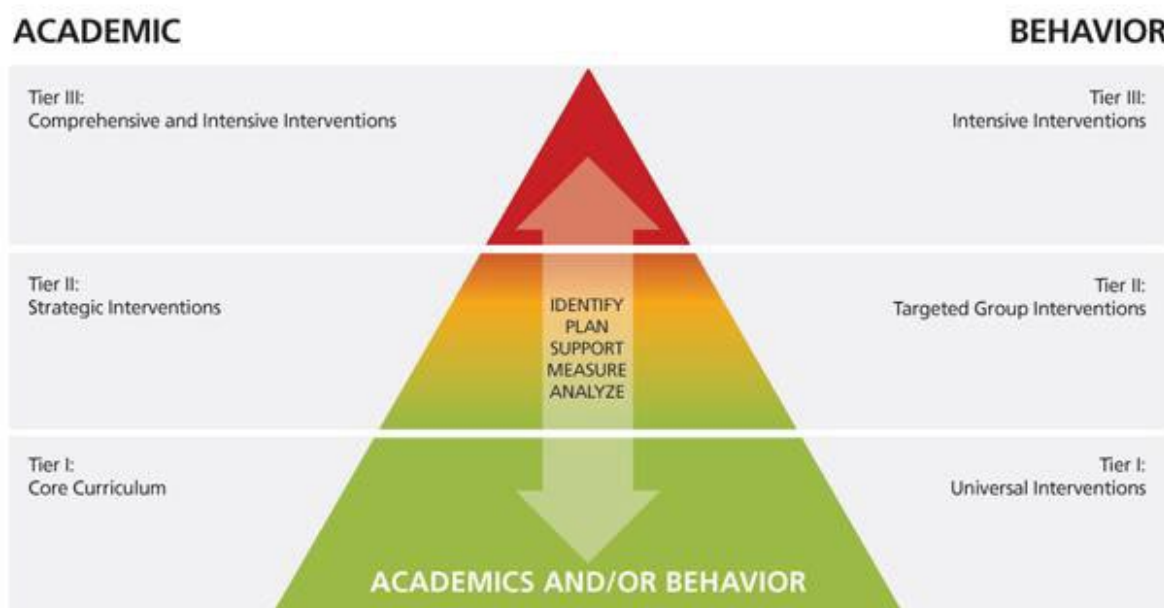 ACADEMIC
BEHAVIOR
Tier III:
Comprehensive and Intensive Interventions
Tier III:
Intensive Interventions
Tier II:
Strategic Interventions
IDENTIFY
PLAN
SUPPORT
MEASURE
ANALYZE
Tier II:
Targeted Group Interventions
Tier I:
Core Curriculum
Tier I:
Universal Interventions
ACADEMICS AND/OR BEHAVIOR